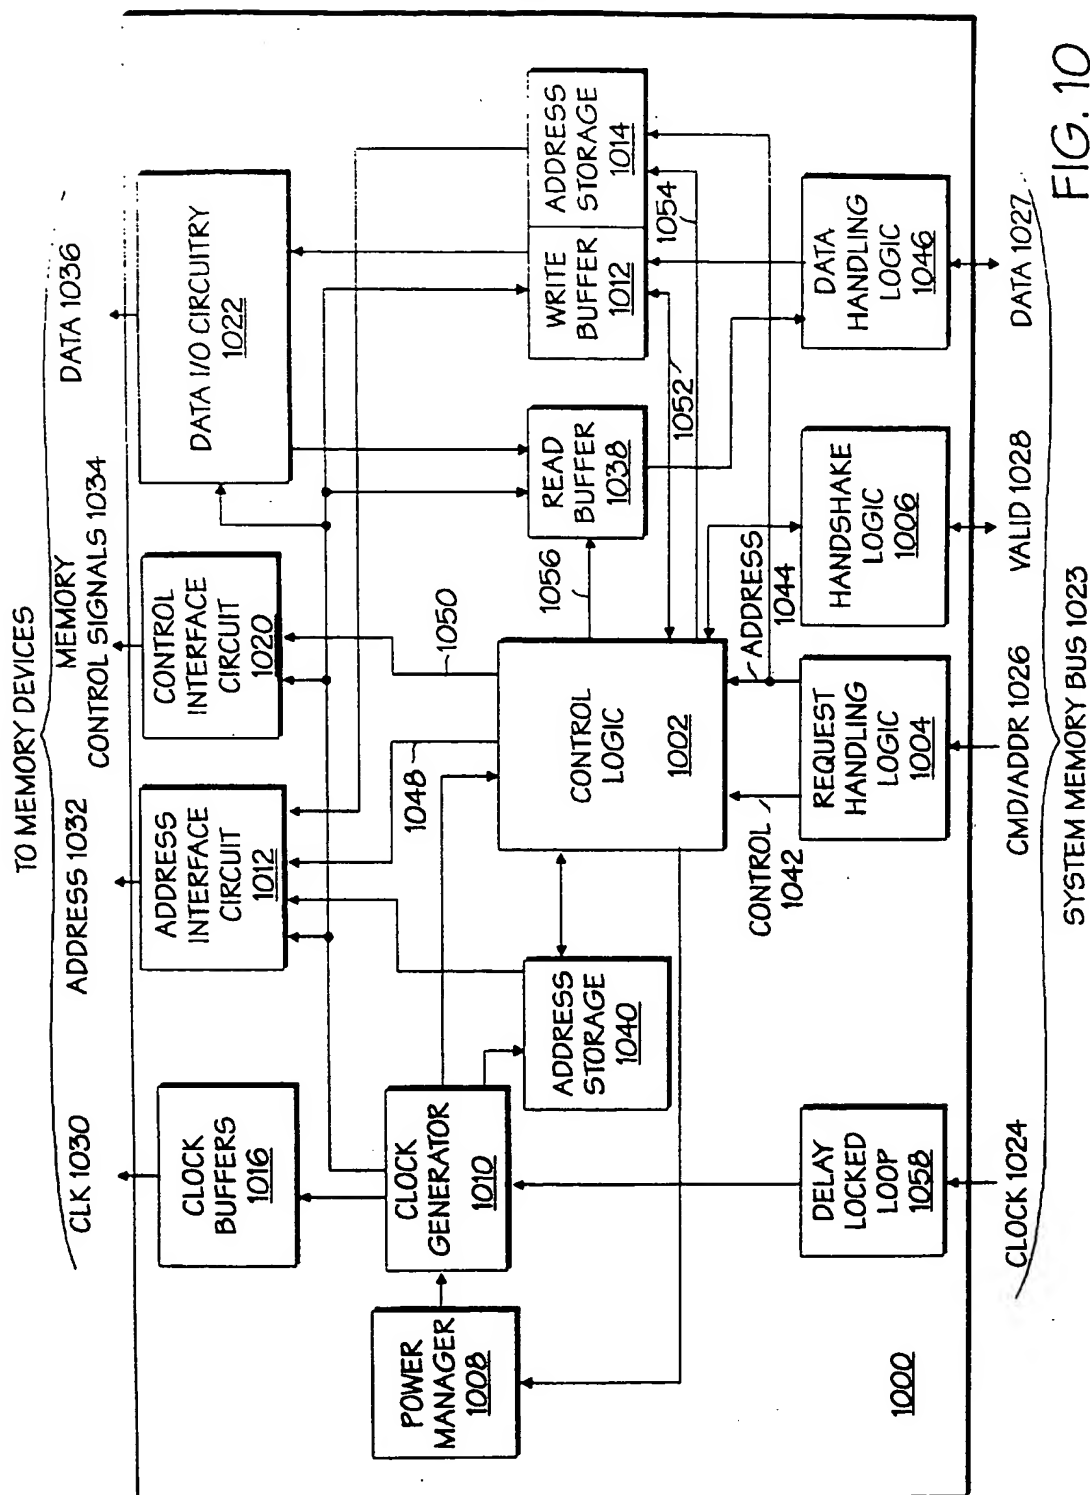 TO MEMORY DEVICES
CLK 1030
ADDRESS 1032
MEMORY
CONTROL SIGNALS 1034
DATA 1036
CLOCK
BUFFERS
1016
ADDRESS
INTERFACE
CIRCUIT
1012
CONTROL
INTERFACE
CIRCUIT
1020
DATA I/O CIRCUITRY
1022
POWER
MANAGER
1008
CLOCK
GENERATOR
1010
1048
1050
ADDRESS
STORAGE
1040
CONTROL
LOGIC
1002
1056
READ
BUFFER
1038
WRITE
BUFFER
1012
ADDRESS
STORAGE
1014
1052
1054
CONTROL
1042
ADDRESS
1044
DELAY
LOCKED
LOOP
1058
REQUEST
HANDLING
LOGIC
1004
HANDSHAKE
LOGIC
1006
DATA
HANDLING
LOGIC
1046
1000
CLOCK 1024
CMD/ADDR 1026
VALID 1028
DATA 1027
SYSTEM MEMORY BUS 1023
FIG. 10